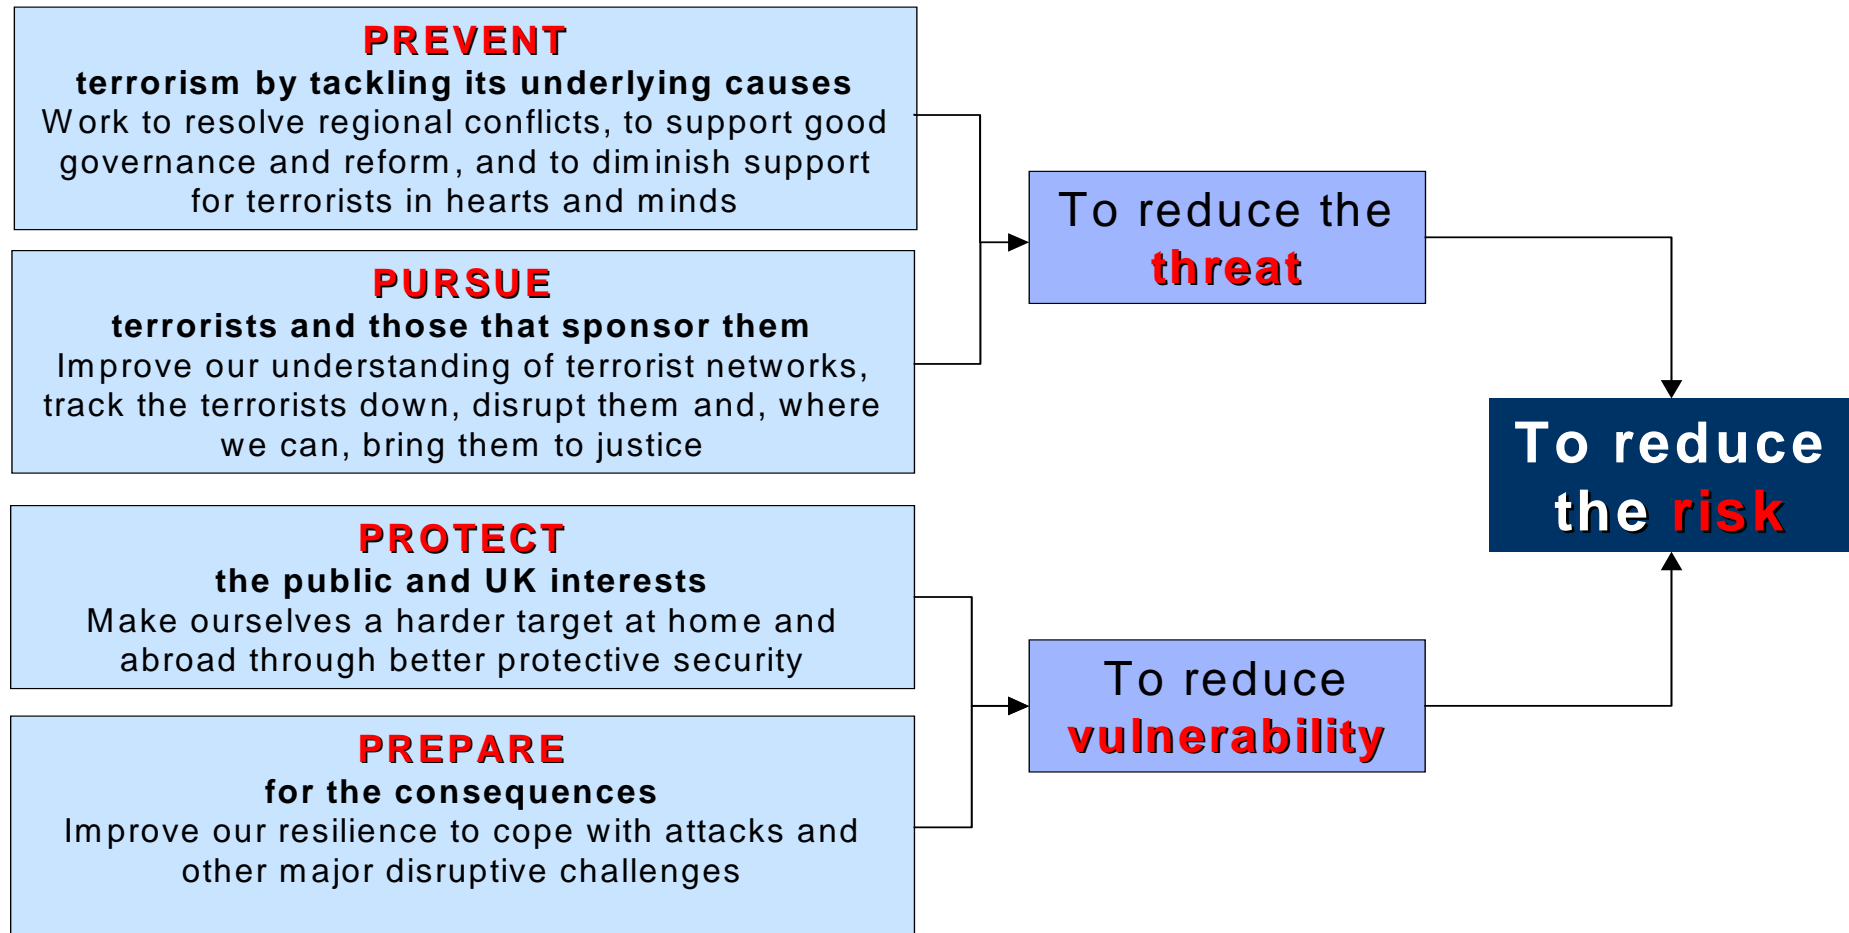 PREVENT
terrorism by tackling its underlying causes
Work to resolve regional conflicts, to support good
governance and reform, and to diminish support
for terrorists in hearts and minds
PURSUE
terrorists and those that sponsor them
Improve our understanding of terrorist networks,
track the terrorists down, disrupt them and, where
we can, bring them to justice
PROTECT
the public and UK interests
Make ourselves a harder target at home and
abroad through better protective security
PREPARE
for the consequences
Improve our resilience to cope with attacks and
other major disruptive challenges
To reduce the
threat
To reduce
vulnerability
To reduce
the risk